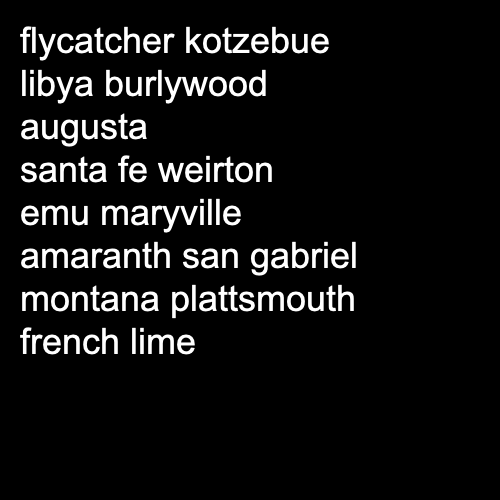 flycatcher kotzebue
libya burlywood
augusta
santa fe weirton
emu maryville
amaranth san gabriel
montana plattsmouth
french lime